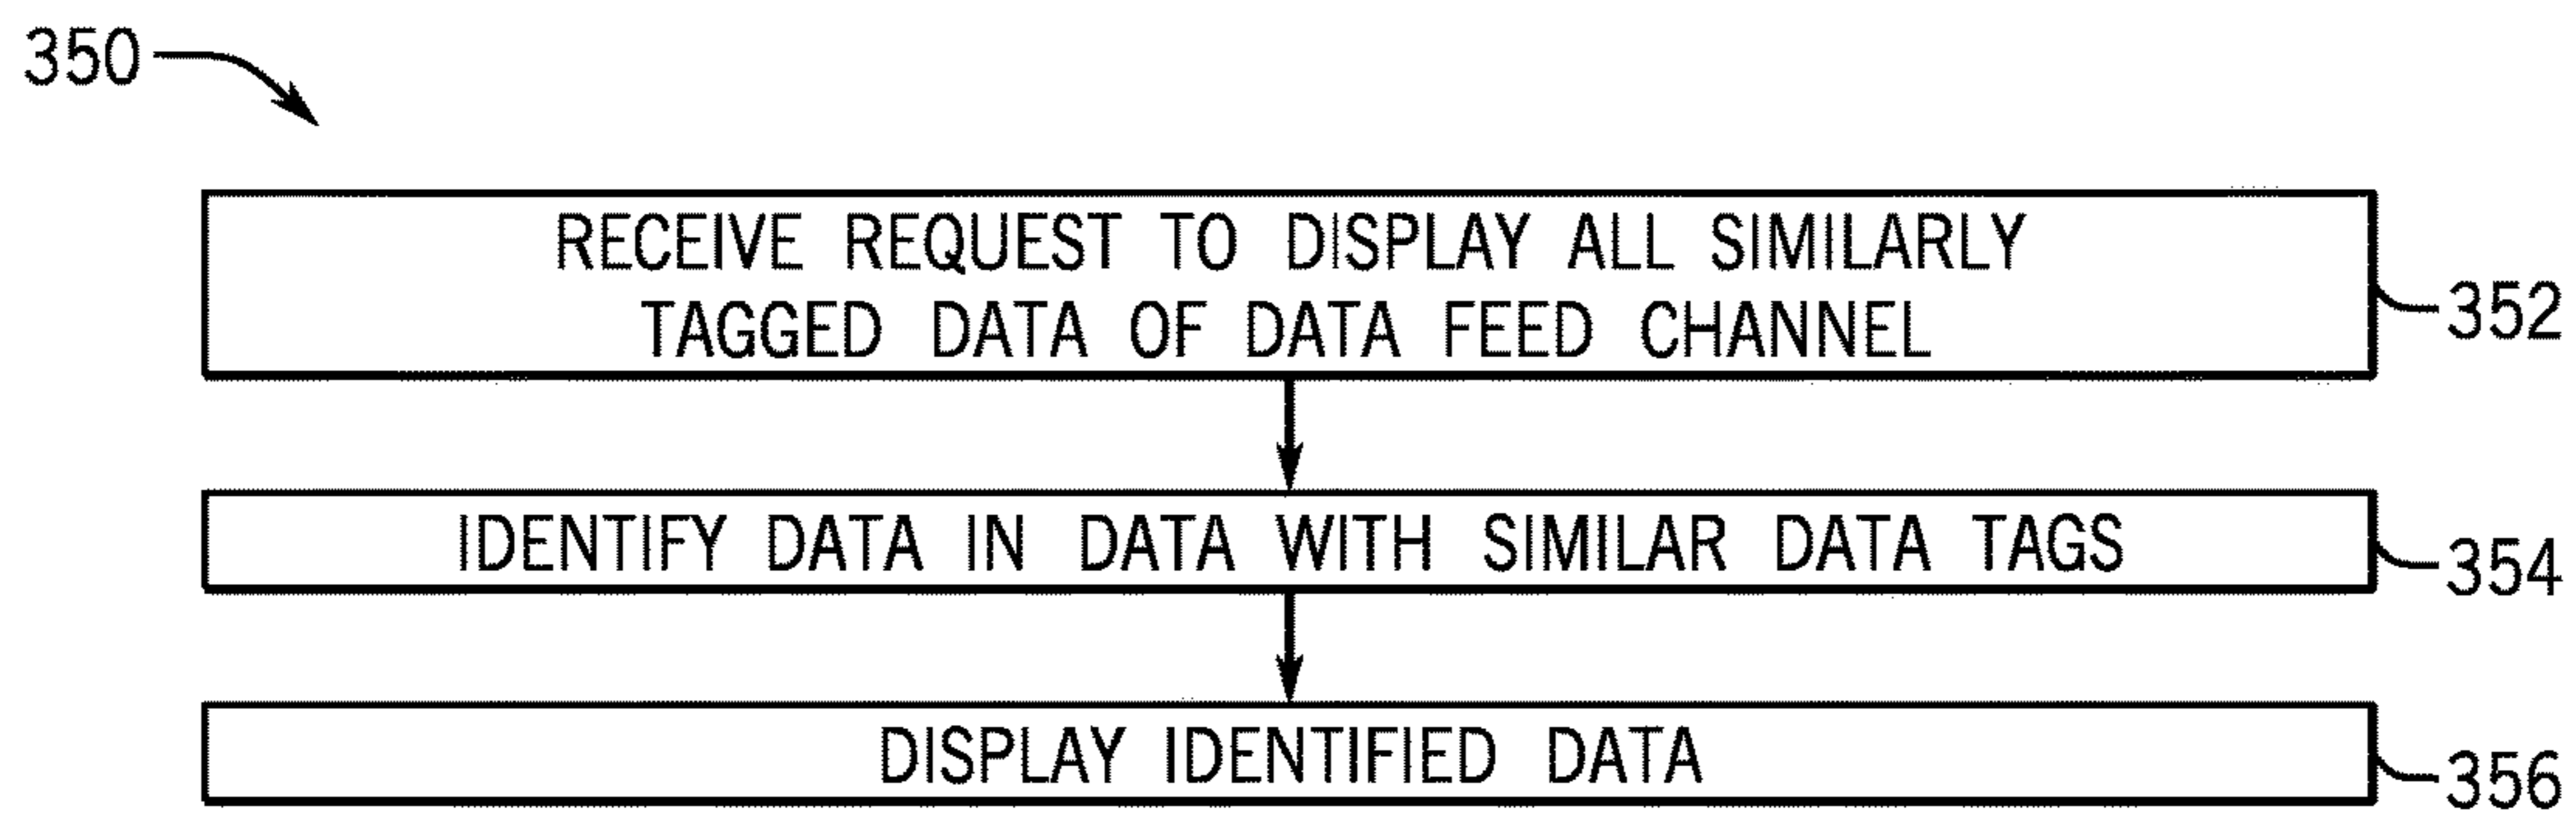 350
RECEIVE REQUEST TO DISPLAY ALL SIMILARLY
TAGGED DATA OF DATA FEED CHANNEL
352
IDENTIFY DATA IN DATA WITH SIMILAR DATA TAGS
354
DISPLAY IDENTIFIED DATA
356